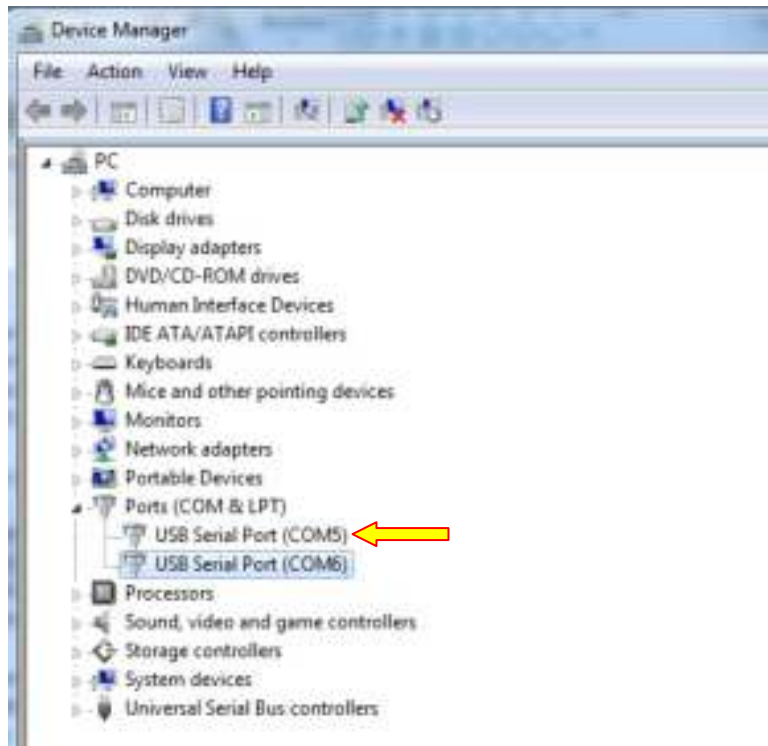 Device Manager
File Action View Help
PC
Computer
Disk drives
Display adapters
DVD/CD-ROM drives
Human Interface Devices
IDE ATA/ATAPI controllers
Keyboards
Mice and other pointing devices
Monitors
Network adapters
Portable Devices
Ports (COM & LPT)
USB Serial Port (COM5)
USB Serial Port (COM6)
Processors
Sound, video and game controllers
Storage controllers
System devices
Universal Serial Bus controllers